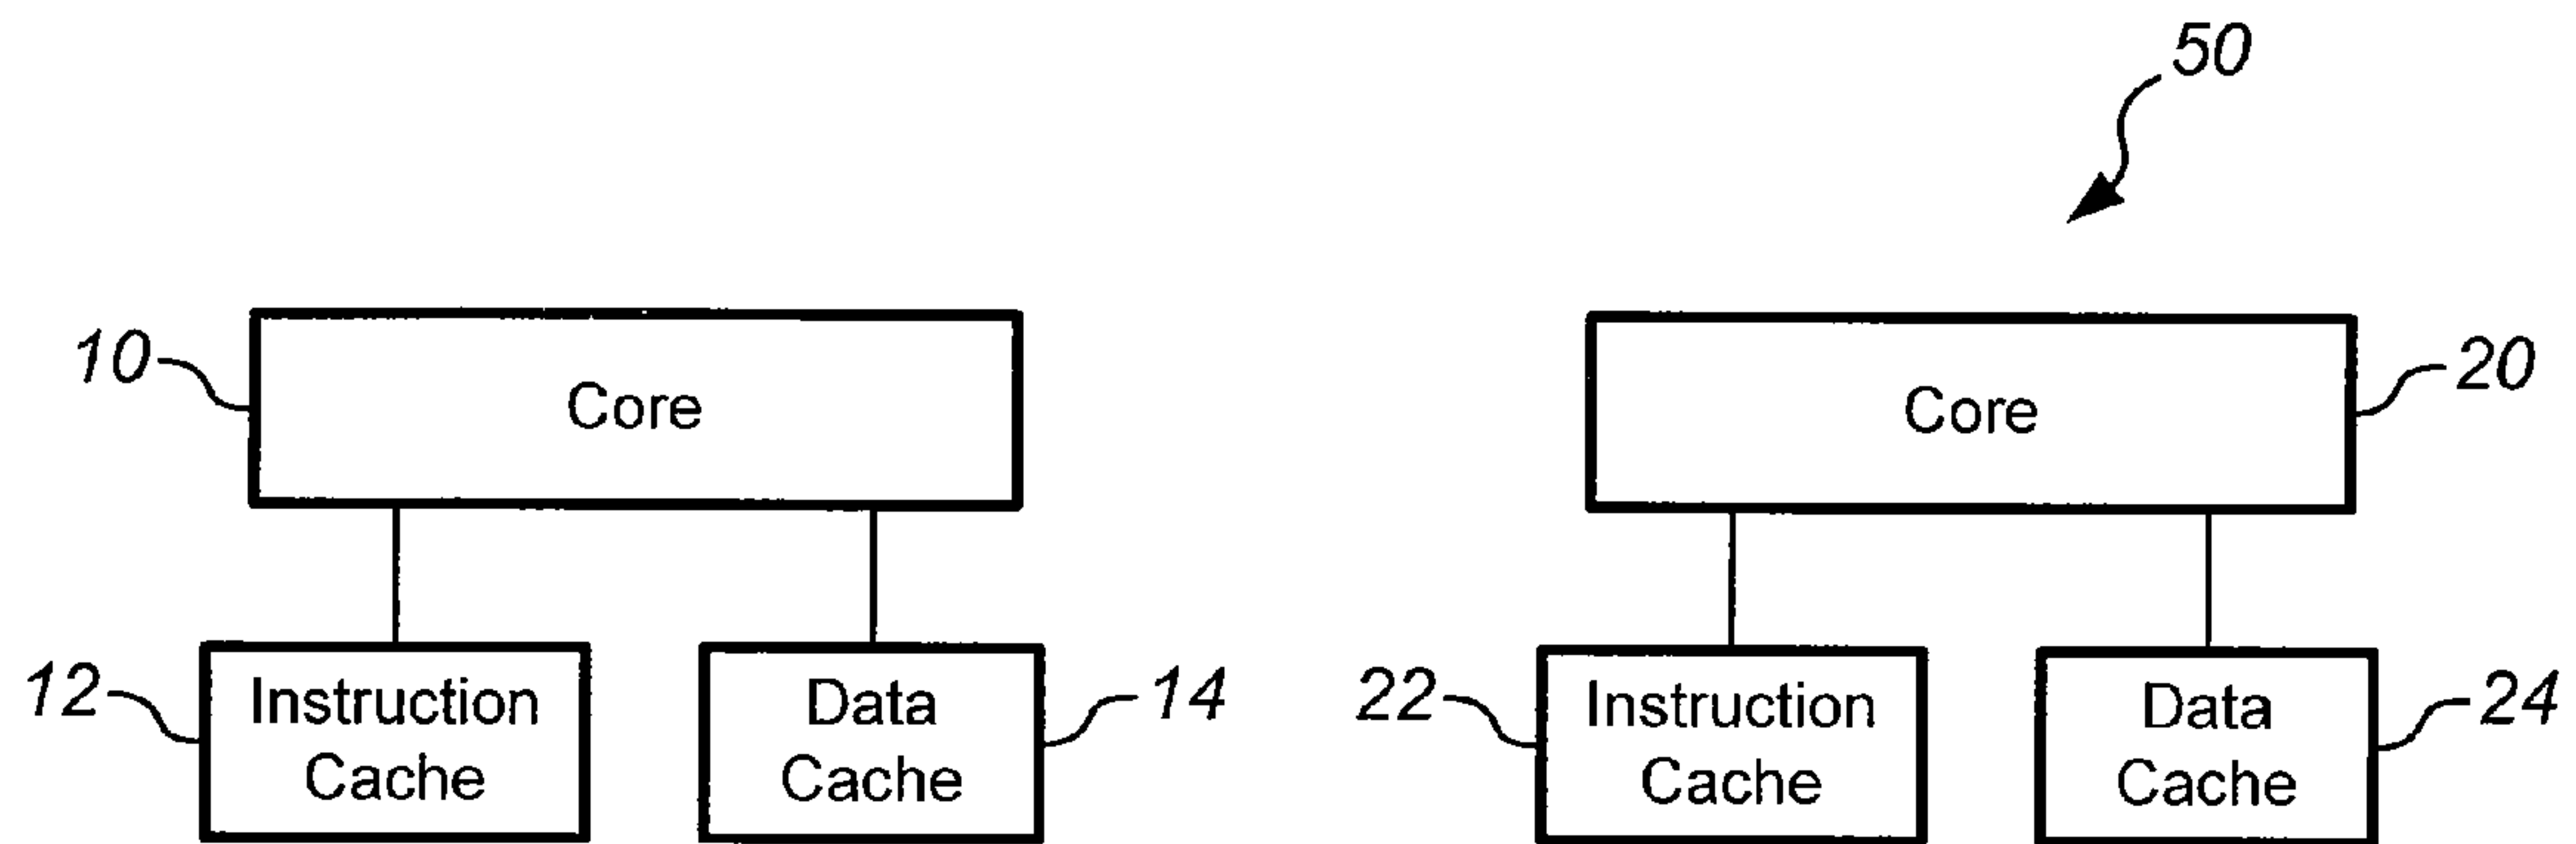 50
10
Core
Core
20
12
Instruction
Cache
Data
Cache
14
22
Instruction
Cache
Data
Cache
24